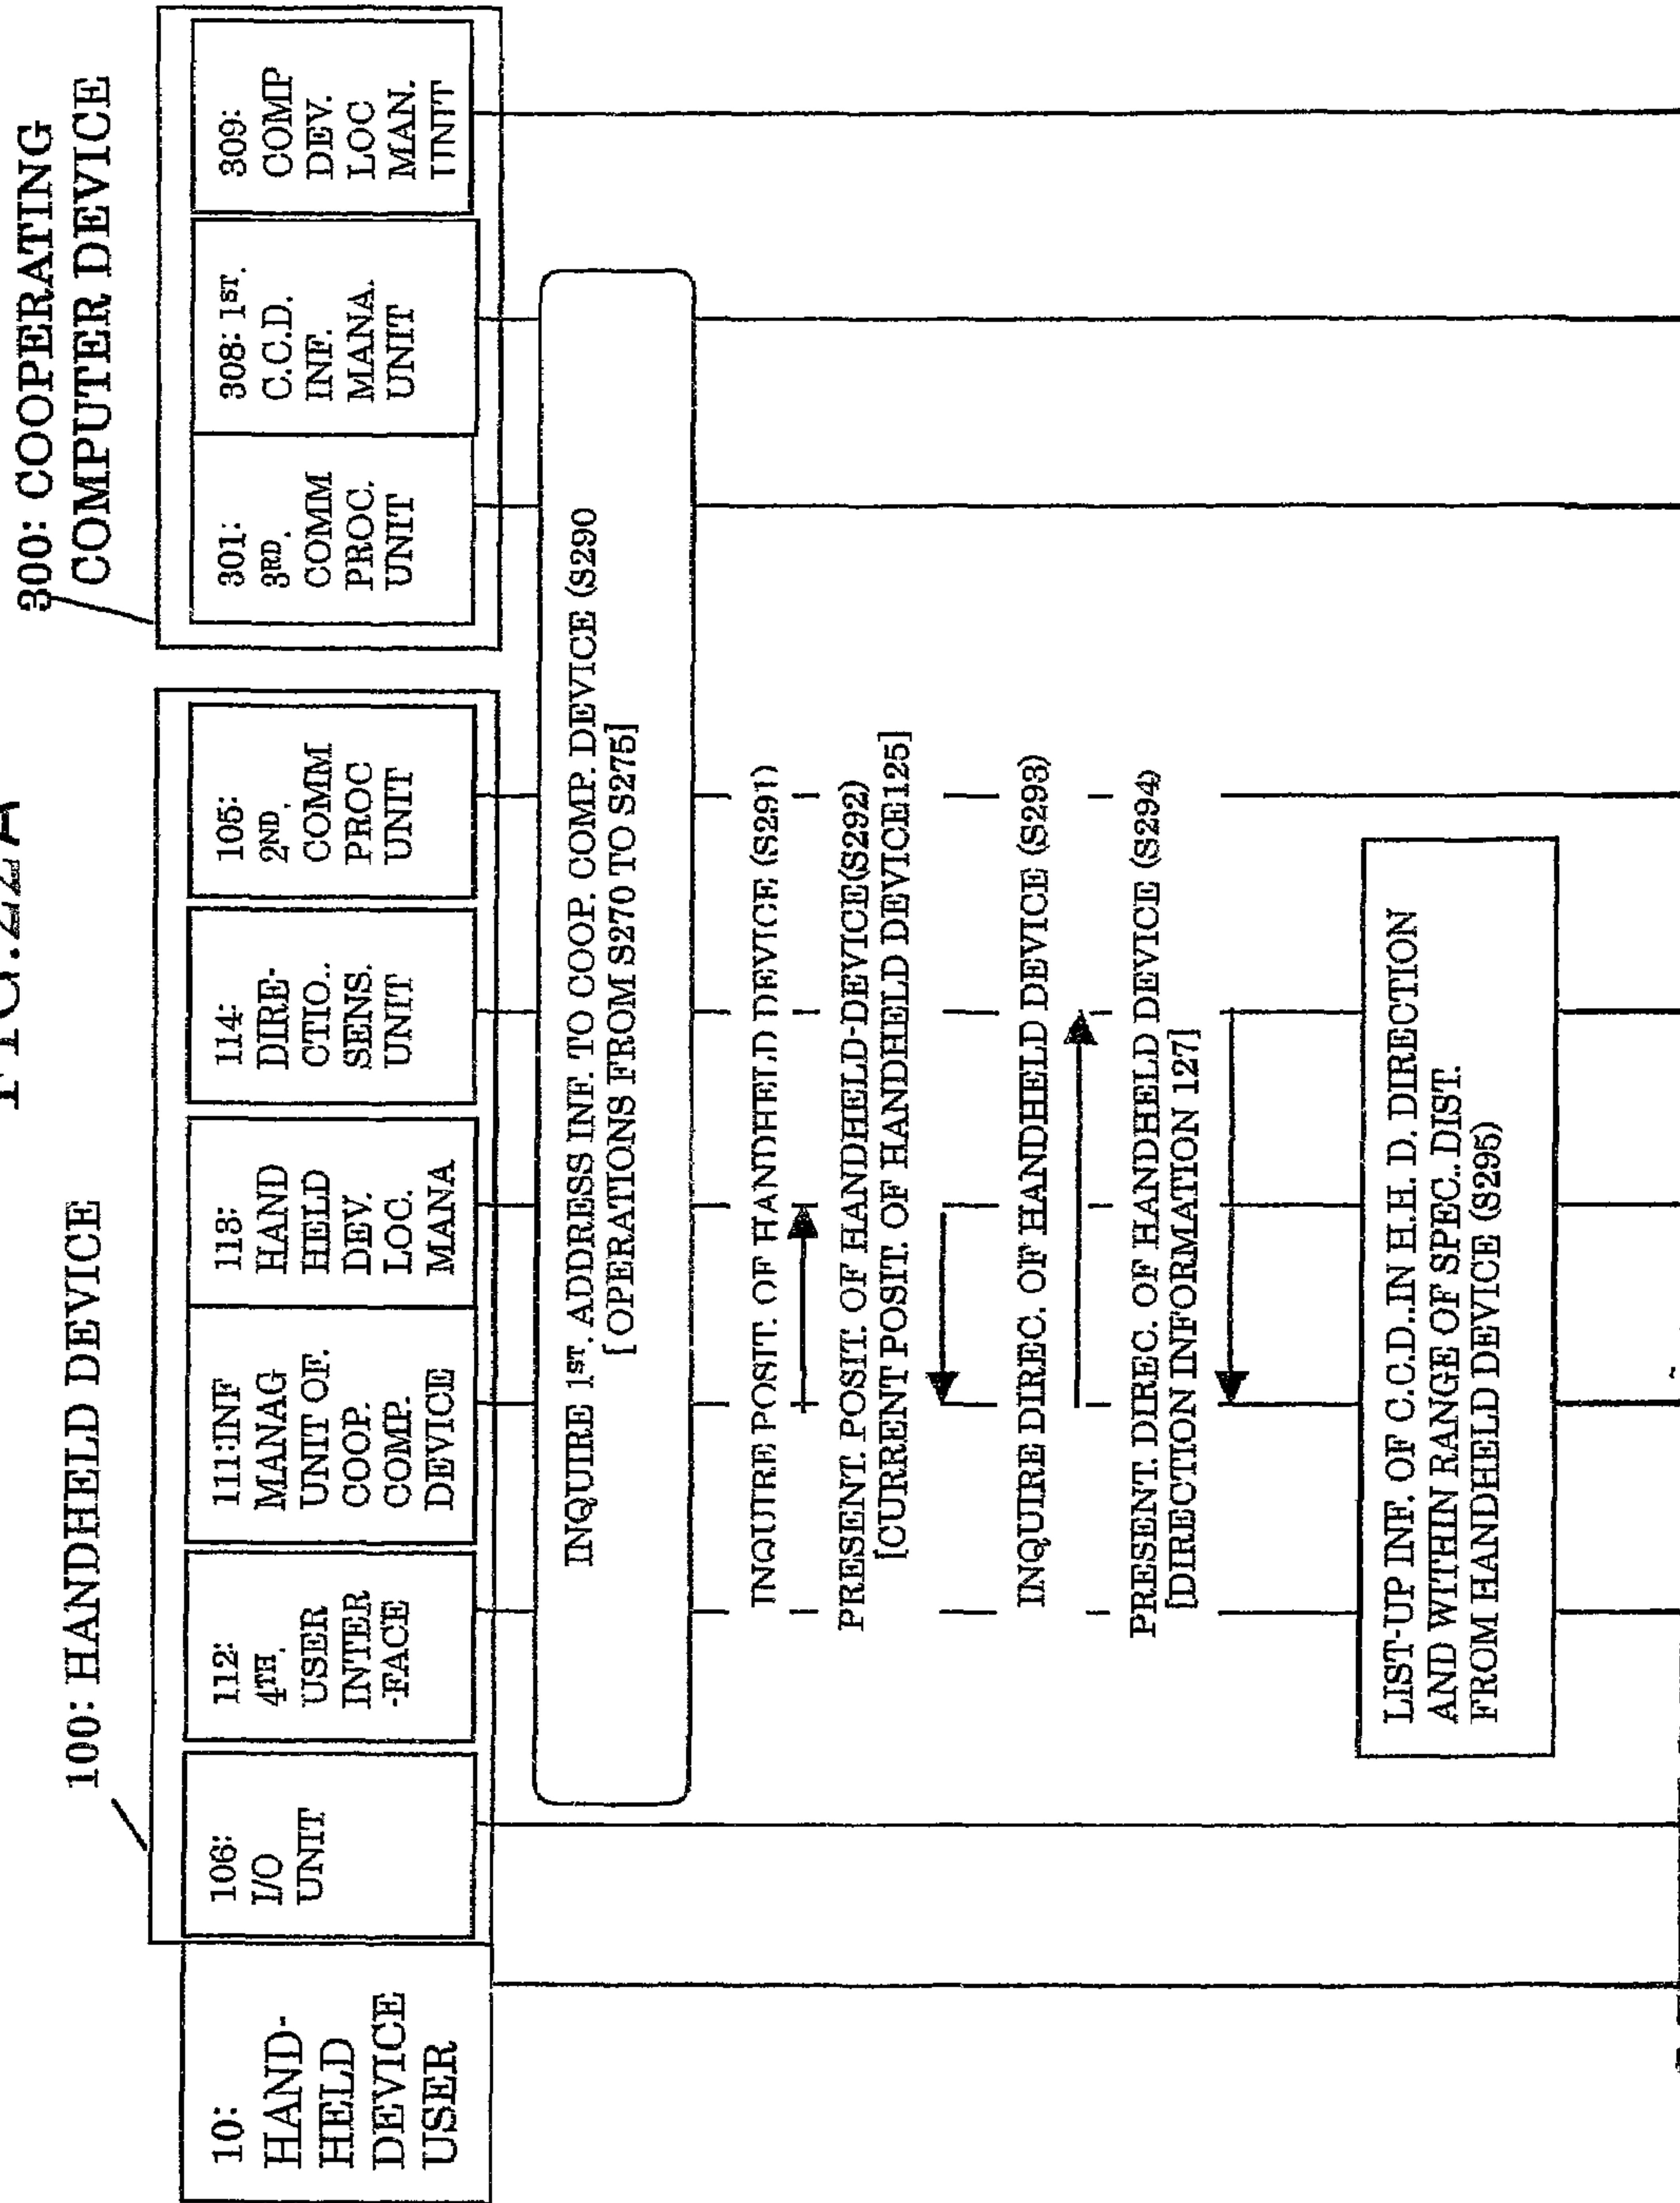 FIG.22A
100: HANDHELD DEVICE
300: COOPERATING
COMPUTER DEVICE
10:
HAND-
HELD
DEVICE
USER
106:
I/O
UNIT
112:
4TH.
USER
INTER
-FACE
111:INF
MANAG
UNIT OF.
COOP.
COMP.
DEVICE
113:
HAND
HELD
DEV.
LOC.
MANA
114:
DIRE-
CTIO..
SENS.
UNIT
105:
2ND.
COMM
PROC
UNIT
301:
3RD.
COMM
PROC.
UNIT
308: 1ST.
C.C.D.
INF.
MANA.
UNIT
309:
COMP
DEV.
LOC
MAN.
UNIT
INQUIRE 1ST. ADDRESS INF. TO COOP. COMP. DEVICE (S290
[OPERATIONS FROM S270 TO S275]
INQUIRE POSIT. OF HANDHELD DEVICE (S291)
PRESENT. POSIT. OF HANDHELD-DEVICE(S292)
[CURRENT POSIT. OF HANDHELD DEVICE125]
INQUIRE DIREC. OF HANDHELD DEVICE (S293)
PRESENT. DIREC. OF HANDHELD DEVICE (S294)
[DIRECTION INFORMATION 127]
LIST-UP INF. OF C.C.D..IN H.H. D. DIRECTION
AND WITHIN RANGE OF SPEC. DIST.
FROM HANDHELD DEVICE (S295)